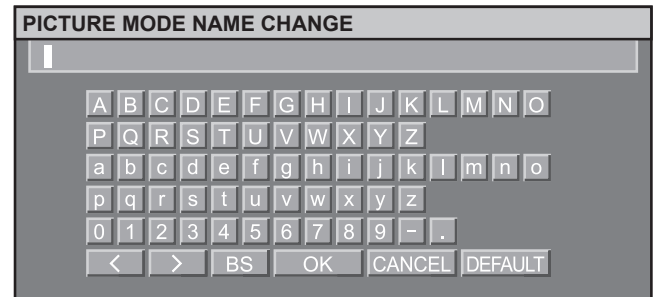 PICTURE MODE NAME CHANGE
A B C D E F G H I J K L M N O
P Q R S T U V W X Y Z
a b c d e f g h i j k l m n o
p q r s t u v w x y z
0 1 2 3 4 5 6 7 8 9 - .
< > BS OK CANCEL DEFAULT